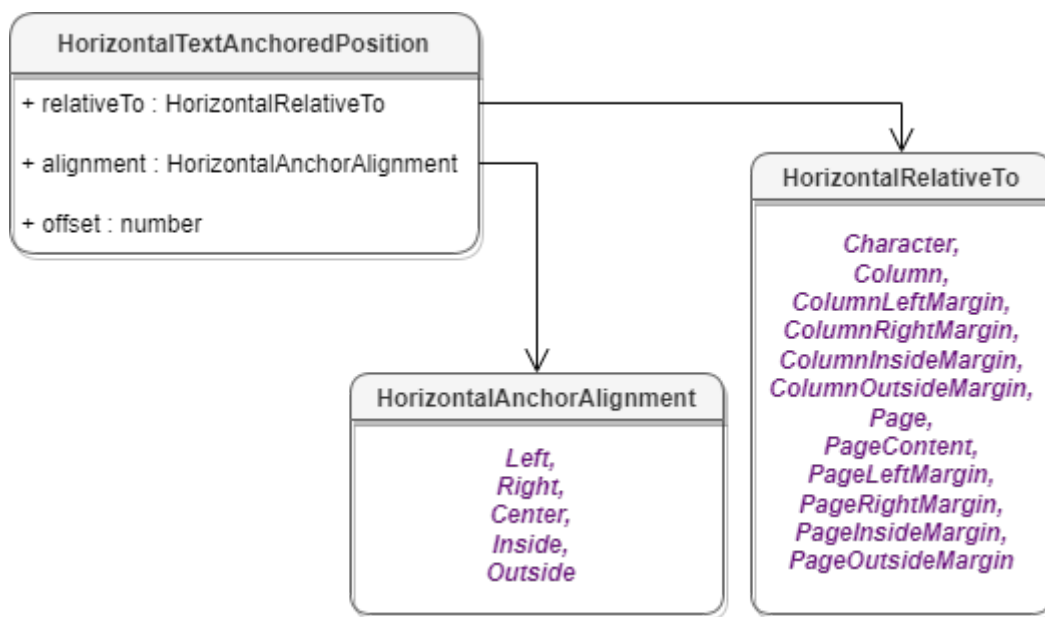 HorizontalTextAnchoredPosition
+ relativeTo : HorizontalRelativeTo
+ alignment : HorizontalAnchorAlignment
+ offset : number
HorizontalRelativeTo
Character,
Column,
ColumnLeftMargin,
ColumnRightMargin,
ColumnInsideMargin,
ColumnOutsideMargin,
Page,
PageContent,
PageLeftMargin,
PageRightMargin,
PageInsideMargin,
PageOutsideMargin
HorizontalAnchorAlignment
Left,
Right,
Center,
Inside,
Outside